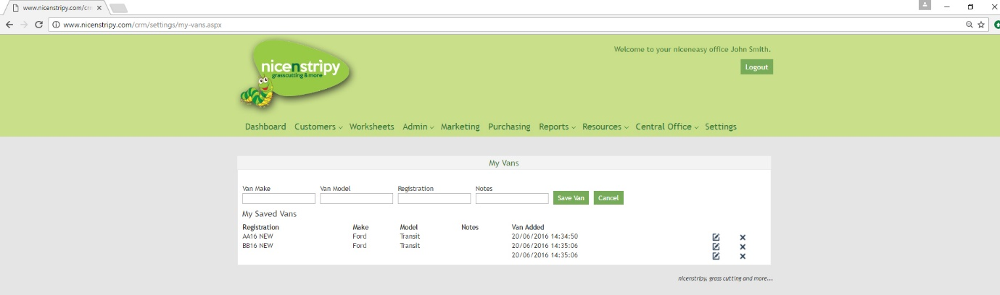 www.nicenstripy.com/crm
www.nicenstripy.com/crm/settings/my-vans.aspx
nicenstripy
grasscutting & more
Welcome to your niceneasy office John Smith.
Logout
Dashboard Customers Worksheets Admin Marketing Purchasing Reports Resources Central Office Settings
My Vans
Van Make Van Model Registration Notes
Save Van Cancel
My Saved Vans
Registration Make Model Notes Van Added
AA16 NEW Ford Transit 20/06/2016 14:34:50
BB16 NEW Ford Transit 20/06/2016 14:35:06
20/06/2016 14:35:06
nicenstripy, grass cutting and more...